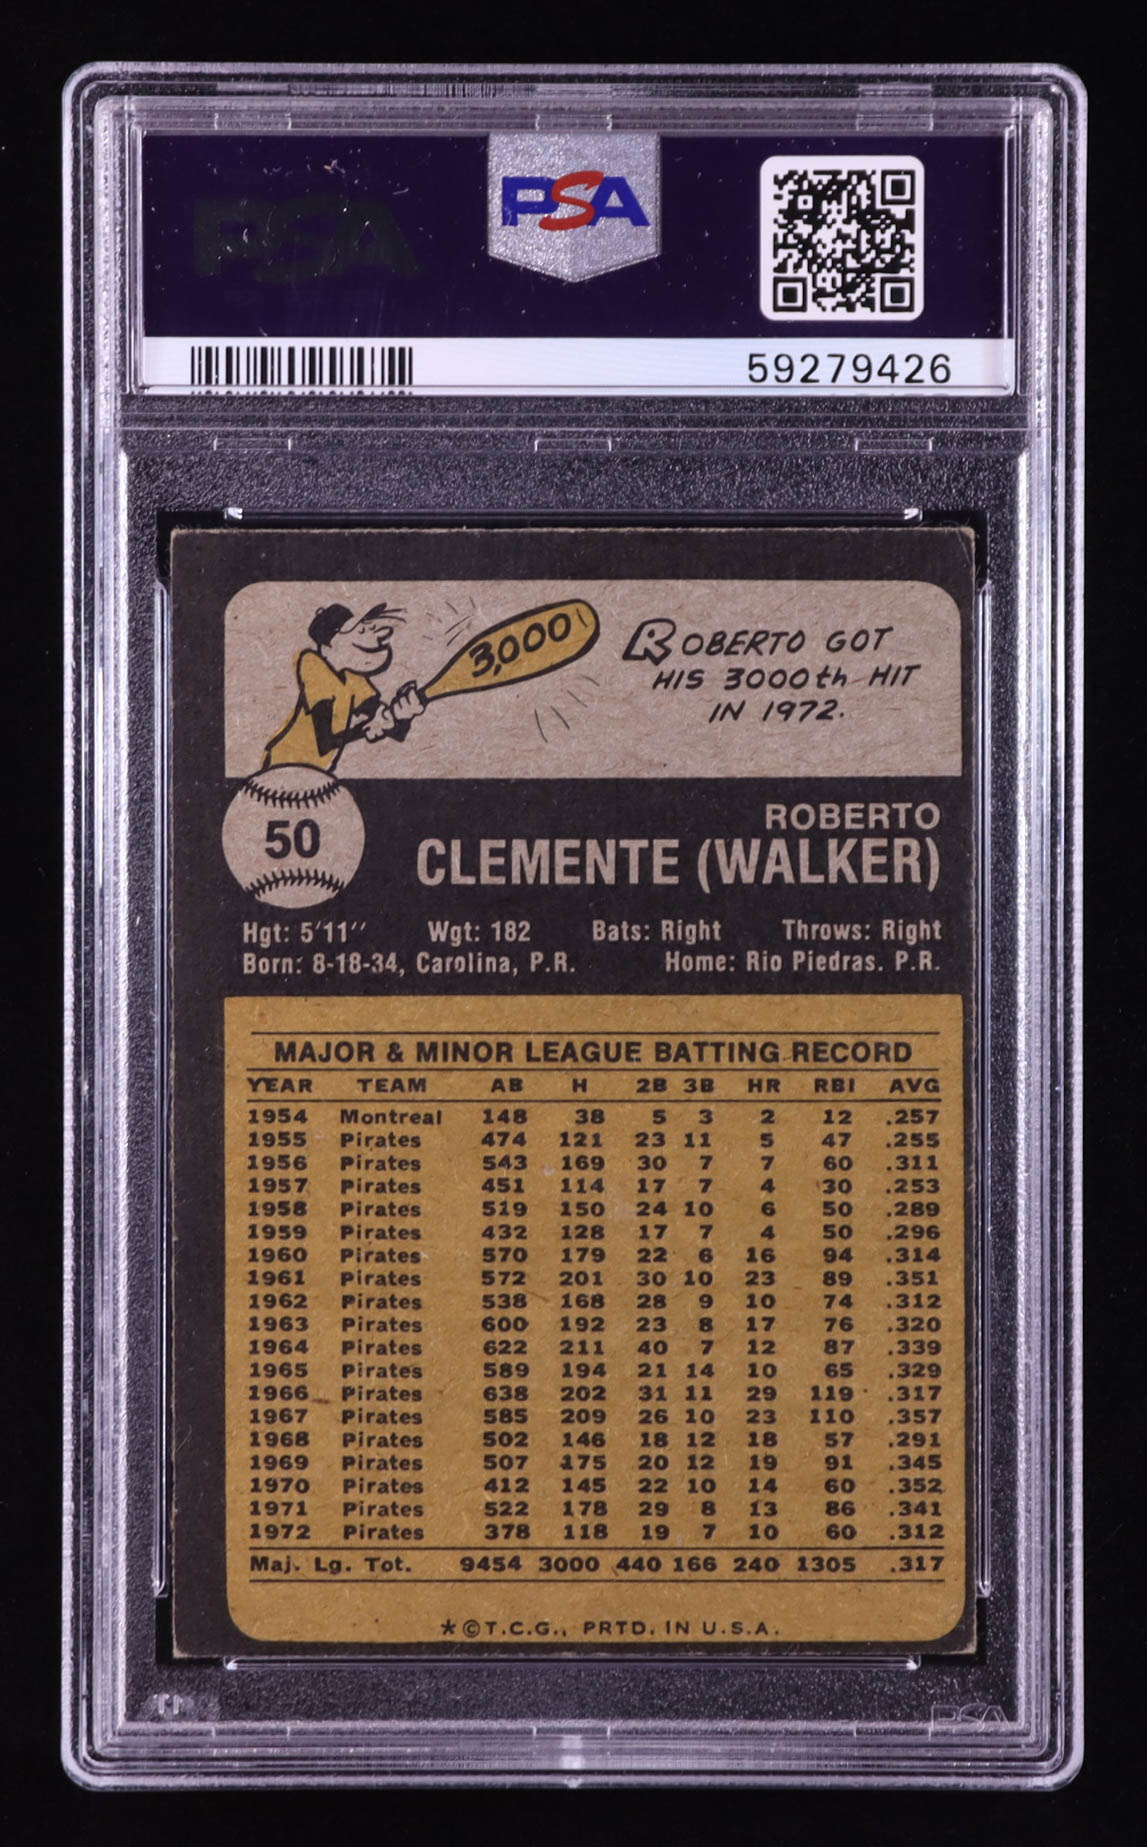 PSA
PSA
59279426
3,000
ROBERTO GOT
HIS 3000th HIT
IN 1972.
50
ROBERTO
CLEMENTE (WALKER)
Hgt: 5'11'' Wgt: 182 Bats: Right Throws: Right
Born: 8-18-34, Carolina, P.R. Home: Rio Piedras. P.R.
MAJOR & MINOR LEAGUE BATTING RECORD
YEAR TEAM AB H 2B 3B HR RBI AVG
1954 Montreal 148 38 5 3 2 12 .257
1955 Pirates 474 121 23 11 5 47 .255
1956 Pirates 543 169 30 7 7 60 .311
1957 Pirates 451 114 17 7 4 30 .253
1958 Pirates 519 150 24 10 6 50 .289
1959 Pirates 432 128 17 7 4 50 .296
1960 Pirates 570 179 22 6 16 94 .314
1961 Pirates 572 201 30 10 23 89 .351
1962 Pirates 538 168 28 9 10 74 .312
1963 Pirates 600 192 23 8 17 76 .320
1964 Pirates 622 211 40 7 12 87 .339
1965 Pirates 589 194 21 14 10 65 .329
1966 Pirates 638 202 31 11 29 119 .317
1967 Pirates 585 209 26 10 23 110 .357
1968 Pirates 502 146 18 12 18 57 .291
1969 Pirates 507 175 20 12 19 91 .345
1970 Pirates 412 145 22 10 14 60 .352
1971 Pirates 522 178 29 8 13 86 .341
1972 Pirates 378 118 19 7 10 60 .312
Maj. Lg. Tot. 9454 3000 440 166 240 1305 .317
*©T.C.G., PRTD. IN U.S.A.
PSA